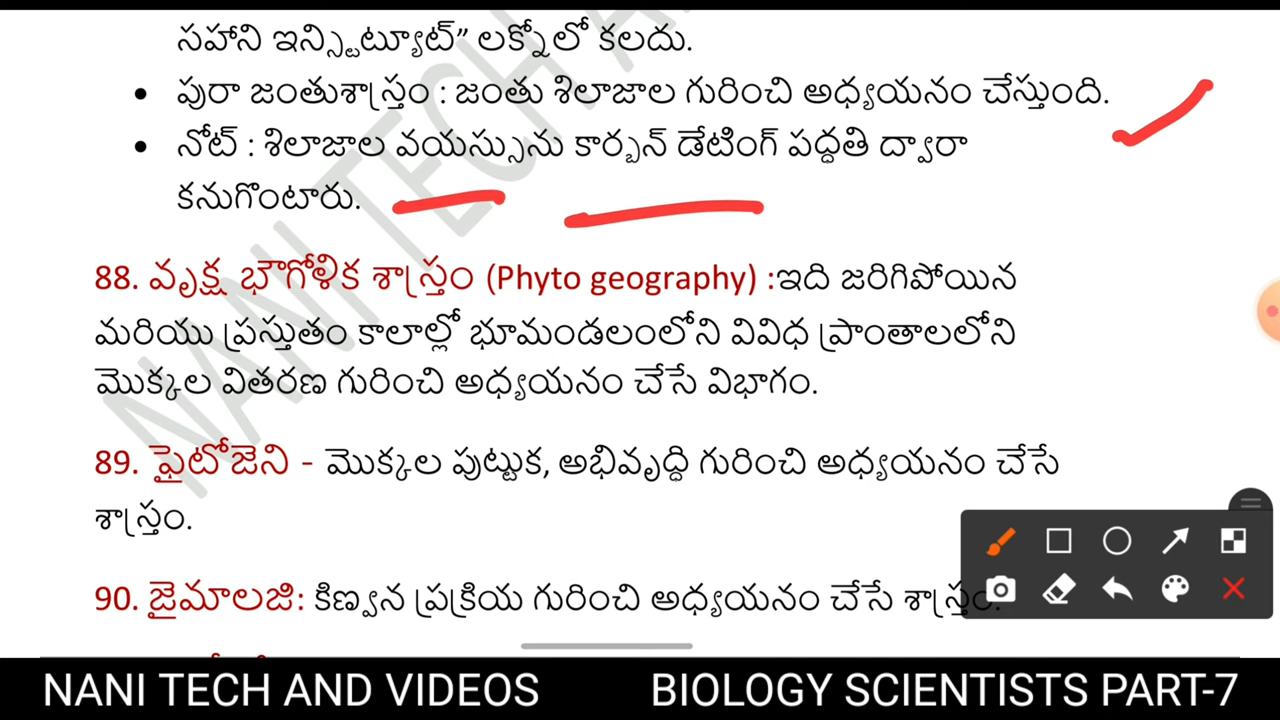 సహాని ఇన్స్టిట్యూట్” లక్నోలో కలదు.
• పురా జంతుశాస్త్రం : జంతు శిలాజాల గురించి అధ్యయనం చేస్తుంది.
• నోట్ : శిలాజాల వయస్సును కార్బన్ డేటింగ్ పద్ధతి ద్వారా
కనుగొంటారు.
88. వృక్ష భౌగోళిక శాస్త్రం (Phyto geography) :ఇది జరిగిపోయిన
మరియు ప్రస్తుతం కాలాల్లో భూమండలంలోని వివిధ ప్రాంతాలలోని
మొక్కల వితరణ గురించి అధ్యయనం చేసే విభాగం.
89. ఫైటోజెని - మొక్కల పుట్టుక, అభివృద్ధి గురించి అధ్యయనం చేసే
శాస్త్రం.
90. జైమాలజి: కిణ్వన ప్రక్రియ గురించి అధ్యయనం చేసే శాస్త్రం.
NANI TECH
NANI TECH AND VIDEOS BIOLOGY SCIENTISTS PART-7